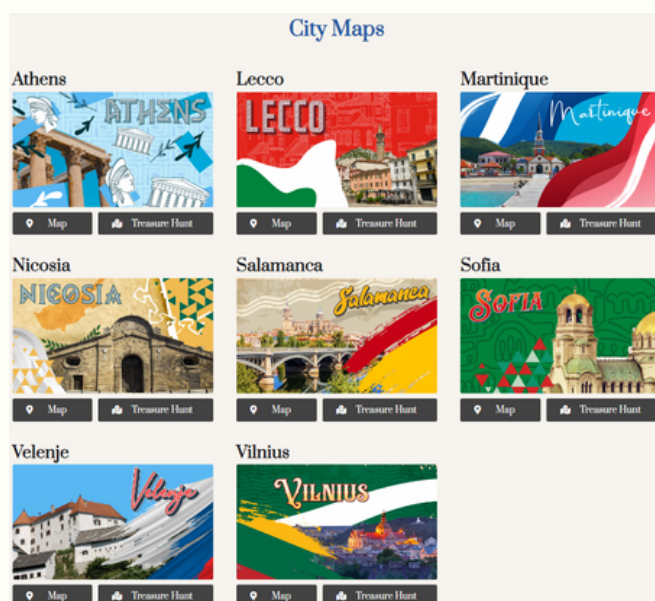 City Maps
Athens
Lecco
Martinique
ATHENS
LECCO
Martinique
Map
Treasure Hunt
Map
Treasure Hunt
Map
Treasure Hunt
Nicosia
Salamanca
Sofia
NICOSIA
Salamanca
SOFIA
Map
Treasure Hunt
Map
Treasure Hunt
Map
Treasure Hunt
Velenje
Vilnius
Velenje
VILNIUS
Map
Treasure Hunt
Map
Treasure Hunt